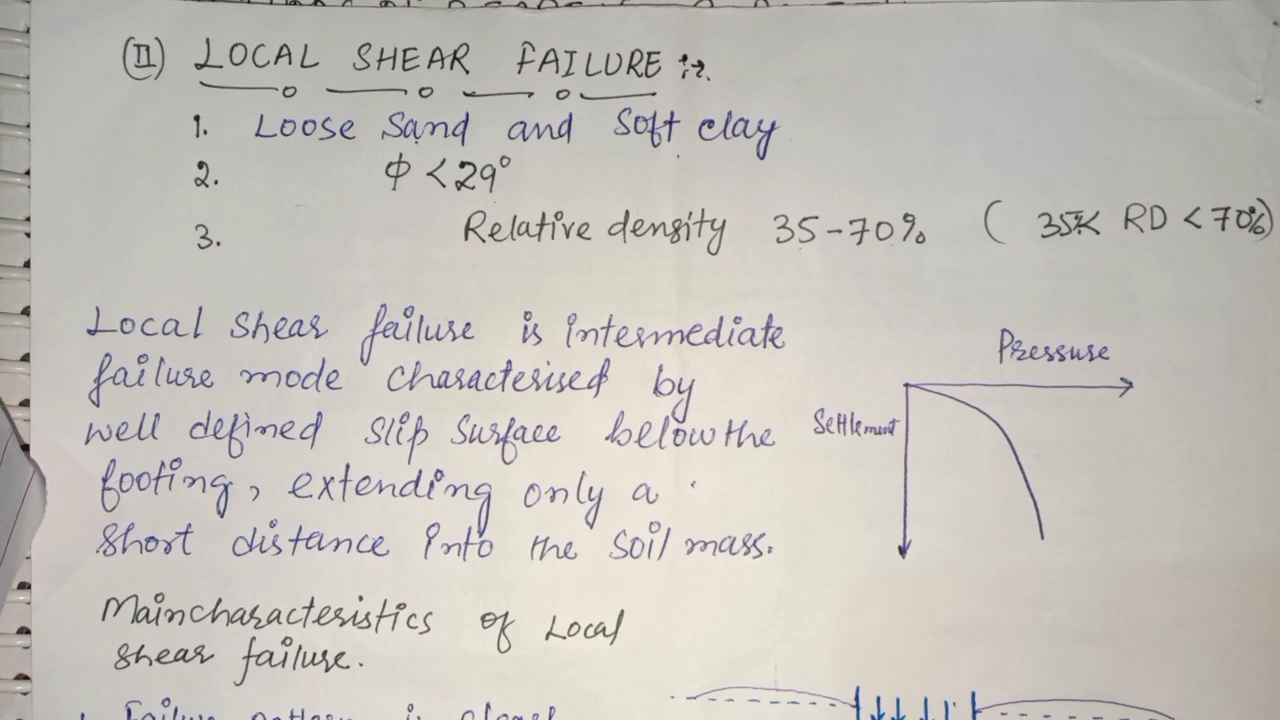 (II) LOCAL SHEAR FAILURE :→.
1. Loose Sand and Soft clay
2. φ < 29°
3. Relative density 35-70% ( 35% < RD < 70%)
Local shear failure is intermediate
failure mode characterised by
well defined slip surface below the
footing, extending only a
short distance into the soil mass.
Pressure
Settlement
Main characteristics of Local
shear failure.